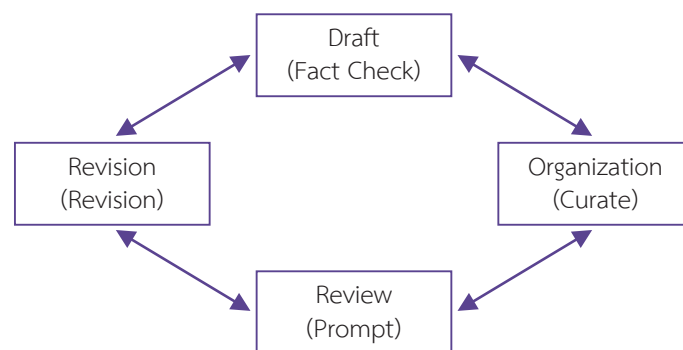 Draft
(Fact Check)
Revision
(Revision)
Organization
(Curate)
Review
(Prompt)